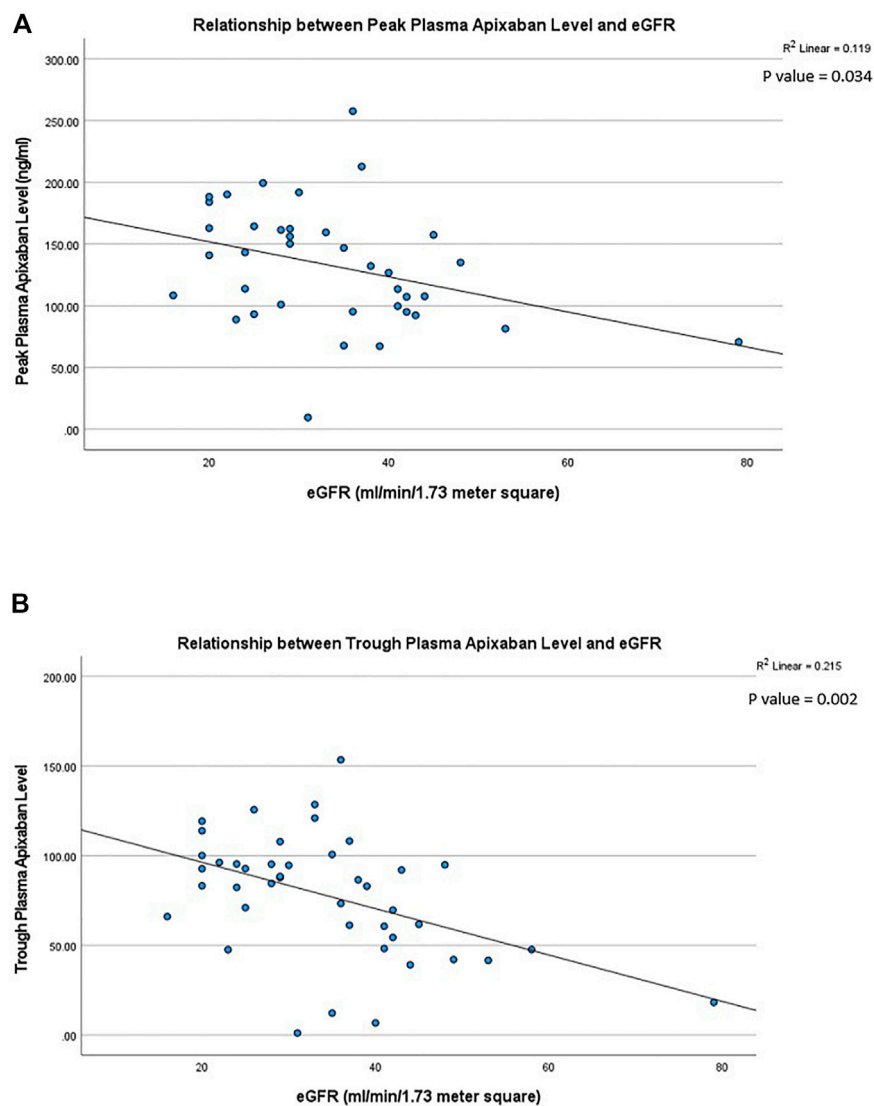 A
Relationship between Peak Plasma Apixaban Level and eGFR
R² Linear = 0.119
P value = 0.034
Peak Plasma Apixaban Level (ng/ml)
300.00
250.00
200.00
150.00
100.00
50.00
.00
20 40 60 80
eGFR (ml/min/1.73 meter square)
B
Relationship between Trough Plasma Apixaban Level and eGFR
R² Linear = 0.215
P value = 0.002
Trough Plasma Apixaban Level
200.00
150.00
100.00
50.00
.00
20 40 60 80
eGFR (ml/min/1.73 meter square)